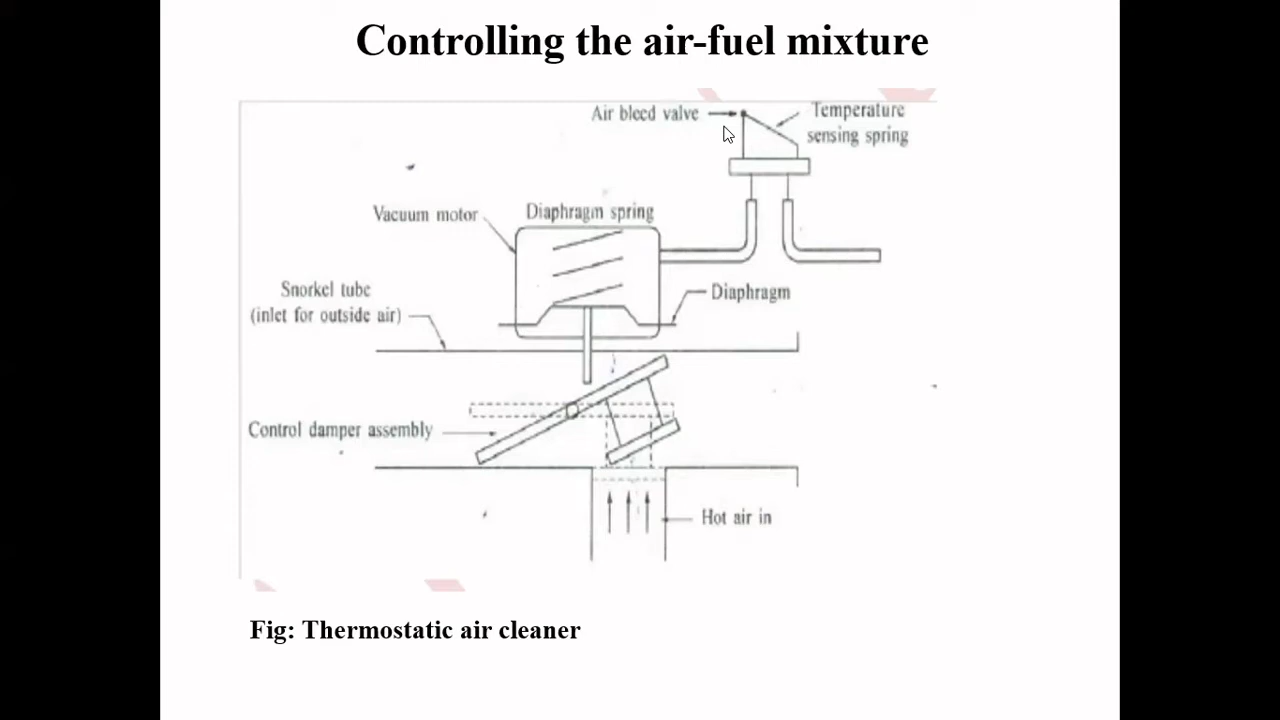 Controlling the air-fuel mixture
Air bleed valve
Temperature
sensing spring
Vacuum motor
Diaphragm spring
Snorkel tube
(inlet for outside air)
Diaphragm
Control damper assembly
Hot air in
Fig: Thermostatic air cleaner